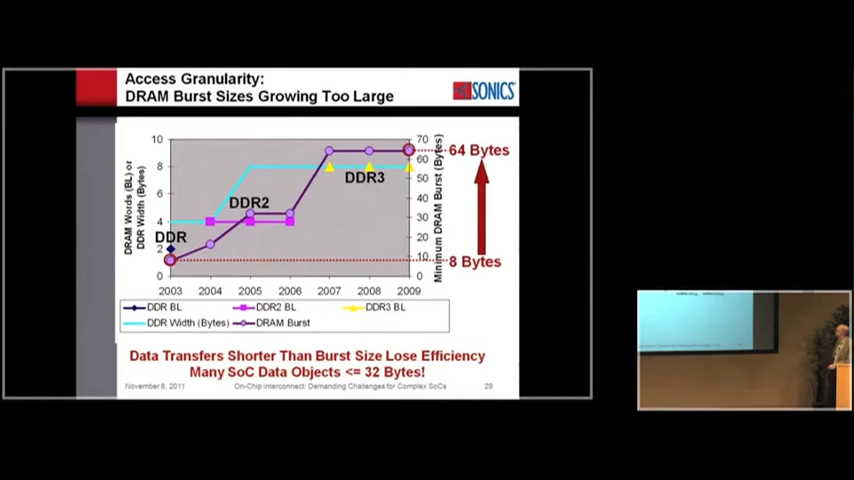 Access Granularity:
DRAM Burst Sizes Growing Too Large
SONICS
10
8
6
4
2
0
DRAM Words (BL) or
DDR Width (Bytes)
70
60
50
40
30
20
10
0
Minimum DRAM Burst (Bytes)
DDR
DDR2
DDR3
64 Bytes
8 Bytes
2003 2004 2005 2006 2007 2008 2009
DDR BL DDR2 BL DDR3 BL
DDR Width (Bytes) DRAM Burst
Data Transfers Shorter Than Burst Size Lose Efficiency
Many SoC Data Objects <= 32 Bytes!
November 8, 2011 On-Chip Interconnect: Demanding Challenges for Complex SoCs 29